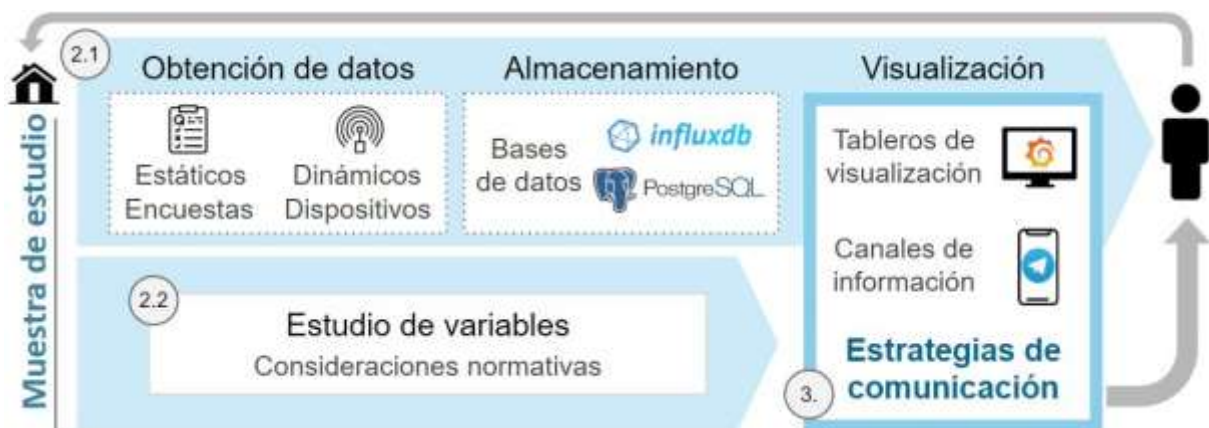 2.1
Obtención de datos
Estáticos
Encuestas
Dinámicos
Dispositivos
Almacenamiento
Bases
de datos
influxdb
PostgreSQL
Visualización
Tableros de
visualización
Canales de
información
Estrategias de
comunicación
3.
2.2
Estudio de variables
Consideraciones normativas
Muestra de estudio